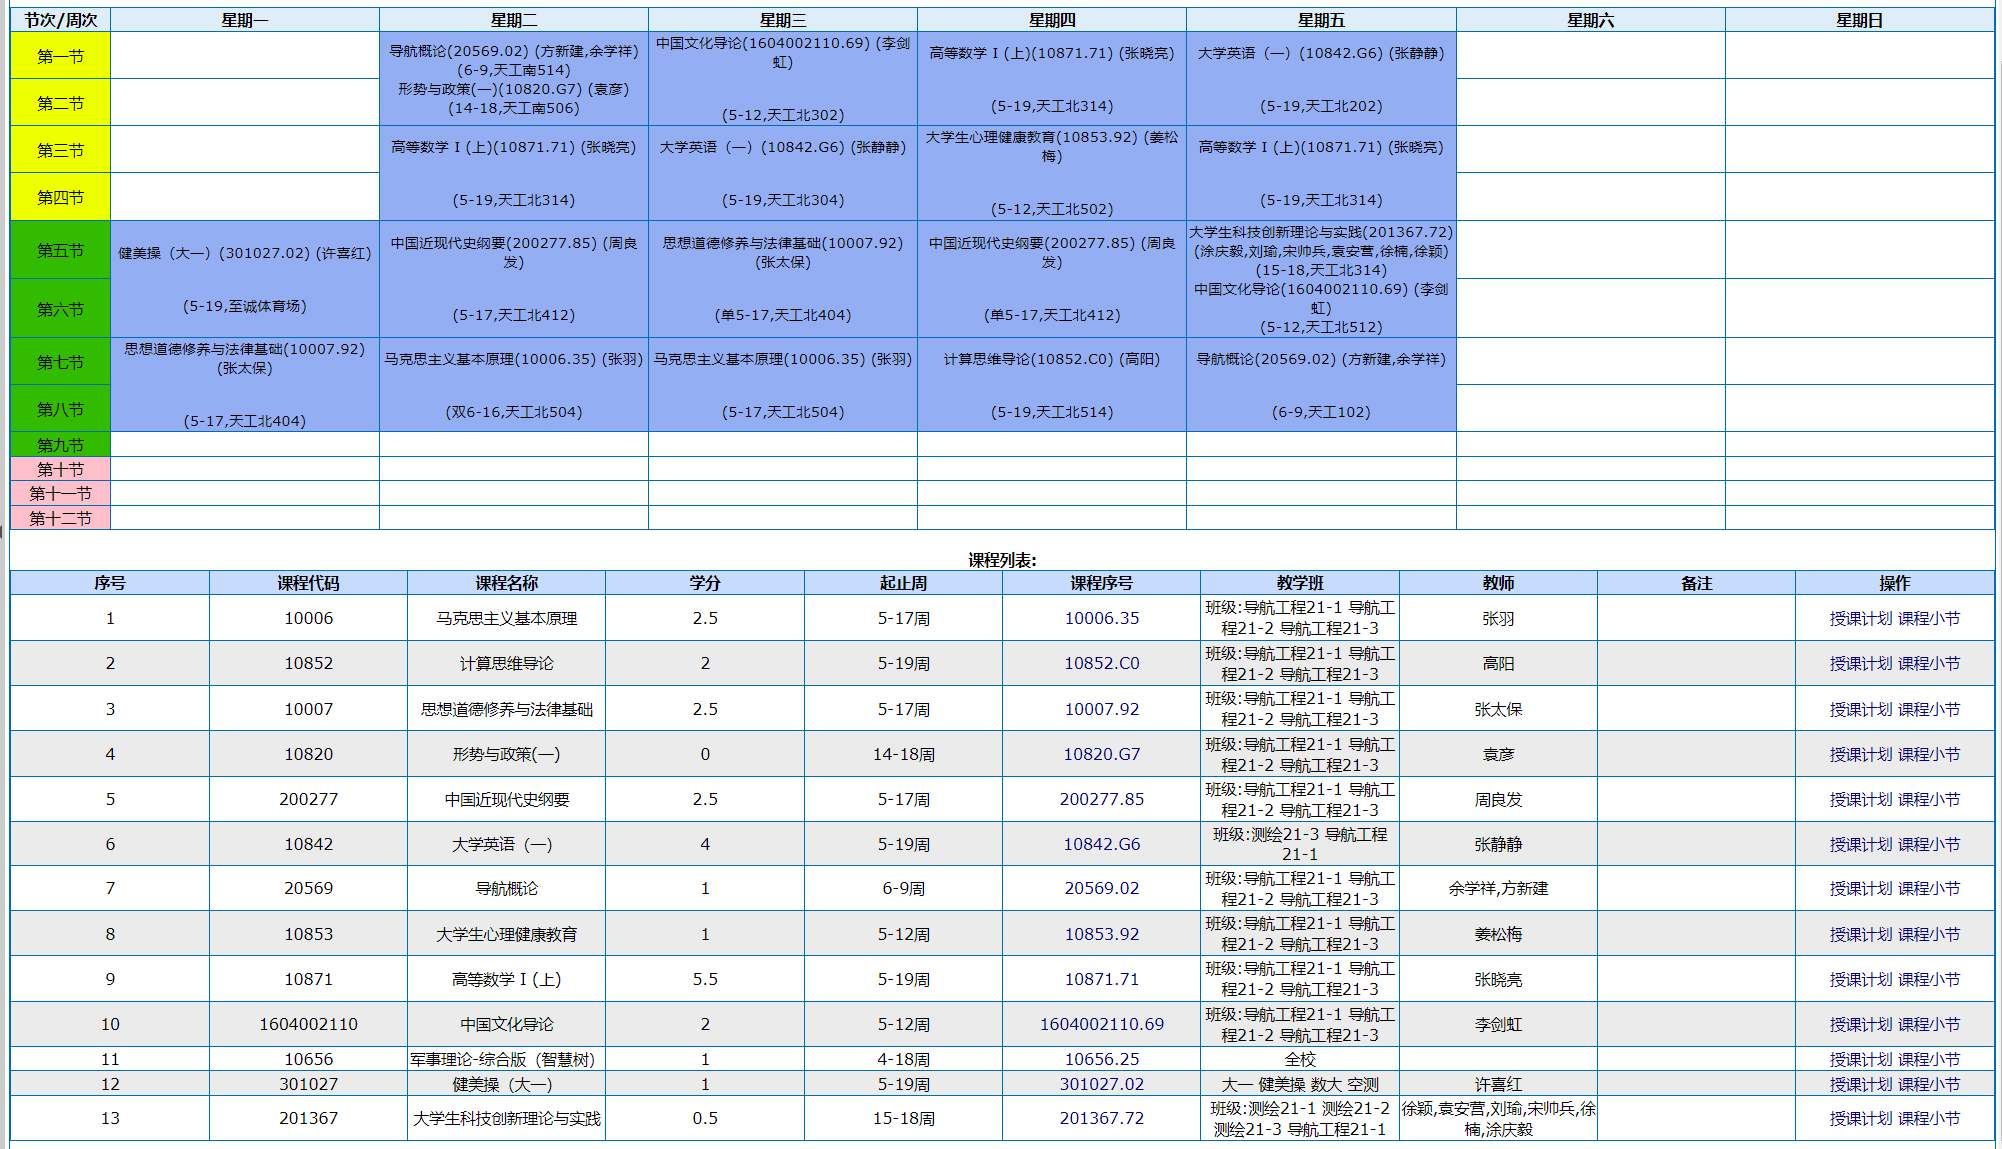 节次/周次 星期一 星期二 星期三 星期四 星期五 星期六 星期日
第一节
第二节
导航概论(20569.02) (方新建,余学祥)
(6-9,天工南514)
形势与政策(一)(10820.G7) (袁彦)
(14-18,天工南506)
中国文化导论(1604002110.69) (李剑
虹)
(5-12,天工北302)
高等数学 I (上)(10871.71) (张晓亮)
(5-19,天工北314)
大学英语（一）(10842.G6) (张静静)
(5-19,天工北202)
第三节
第四节
高等数学 I (上)(10871.71) (张晓亮)
(5-19,天工北314)
大学英语（一）(10842.G6) (张静静)
(5-19,天工北304)
大学生心理健康教育(10853.92) (姜松
梅)
(5-12,天工北502)
高等数学 I (上)(10871.71) (张晓亮)
(5-19,天工北314)
第五节
第六节
健美操（大一）(301027.02) (许喜红)
(5-19,至诚体育场)
中国近现代史纲要(200277.85) (周良
发)
(5-17,天工北412)
思想道德修养与法律基础(10007.92)
(张太保)
(单5-17,天工北404)
中国近现代史纲要(200277.85) (周良
发)
(单5-17,天工北412)
大学生科技创新理论与实践(201367.72)
(涂庆毅,刘瑜,宋帅兵,袁安营,徐楠,徐颖)
(15-18,天工北314)
中国文化导论(1604002110.69) (李剑
虹)
(5-12,天工北512)
第七节
第八节
思想道德修养与法律基础(10007.92)
(张太保)
(5-17,天工北404)
马克思主义基本原理(10006.35) (张羽)
(双6-16,天工北504)
马克思主义基本原理(10006.35) (张羽)
(5-17,天工北504)
计算思维导论(10852.C0) (高阳)
(5-19,天工北514)
导航概论(20569.02) (方新建,余学祥)
(6-9,天工102)
第九节
第十节
第十一节
第十二节
课程列表:
序号 课程代码 课程名称 学分 起止周 课程序号 教学班 教师 备注 操作
1 10006 马克思主义基本原理 2.5 5-17周 10006.35 班级:导航工程21-1 导航工
程21-2 导航工程21-3 张羽 授课计划 课程小节
2 10852 计算思维导论 2 5-19周 10852.C0 班级:导航工程21-1 导航工
程21-2 导航工程21-3 高阳 授课计划 课程小节
3 10007 思想道德修养与法律基础 2.5 5-17周 10007.92 班级:导航工程21-1 导航工
程21-2 导航工程21-3 张太保 授课计划 课程小节
4 10820 形势与政策(一) 0 14-18周 10820.G7 班级:导航工程21-1 导航工
程21-2 导航工程21-3 袁彦 授课计划 课程小节
5 200277 中国近现代史纲要 2.5 5-17周 200277.85 班级:导航工程21-1 导航工
程21-2 导航工程21-3 周良发 授课计划 课程小节
6 10842 大学英语（一） 4 5-19周 10842.G6 班级:测绘21-3 导航工程
21-1 张静静 授课计划 课程小节
7 20569 导航概论 1 6-9周 20569.02 班级:导航工程21-1 导航工
程21-2 导航工程21-3 余学祥,方新建 授课计划 课程小节
8 10853 大学生心理健康教育 1 5-12周 10853.92 班级:导航工程21-1 导航工
程21-2 导航工程21-3 姜松梅 授课计划 课程小节
9 10871 高等数学 I (上) 5.5 5-19周 10871.71 班级:导航工程21-1 导航工
程21-2 导航工程21-3 张晓亮 授课计划 课程小节
10 1604002110 中国文化导论 2 5-12周 1604002110.69 班级:导航工程21-1 导航工
程21-2 导航工程21-3 李剑虹 授课计划 课程小节
11 10656 军事理论-综合版（智慧树） 1 4-18周 10656.25 全校 授课计划 课程小节
12 301027 健美操（大一） 1 5-19周 301027.02 大一 健美操 数大 空测 许喜红 授课计划 课程小节
13 201367 大学生科技创新理论与实践 0.5 15-18周 201367.72 班级:测绘21-1 测绘21-2
测绘21-3 导航工程21-1 徐颖,袁安营,刘瑜,宋帅兵,徐
楠,涂庆毅 授课计划 课程小节